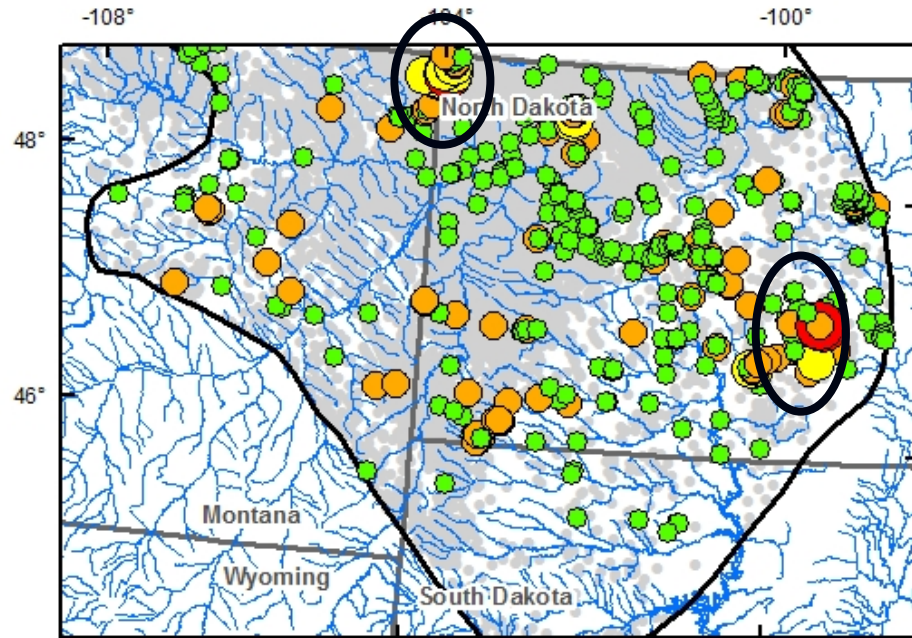 -108° -104° -100°
North Dakota
48°
46°
Montana
Wyoming
South Dakota